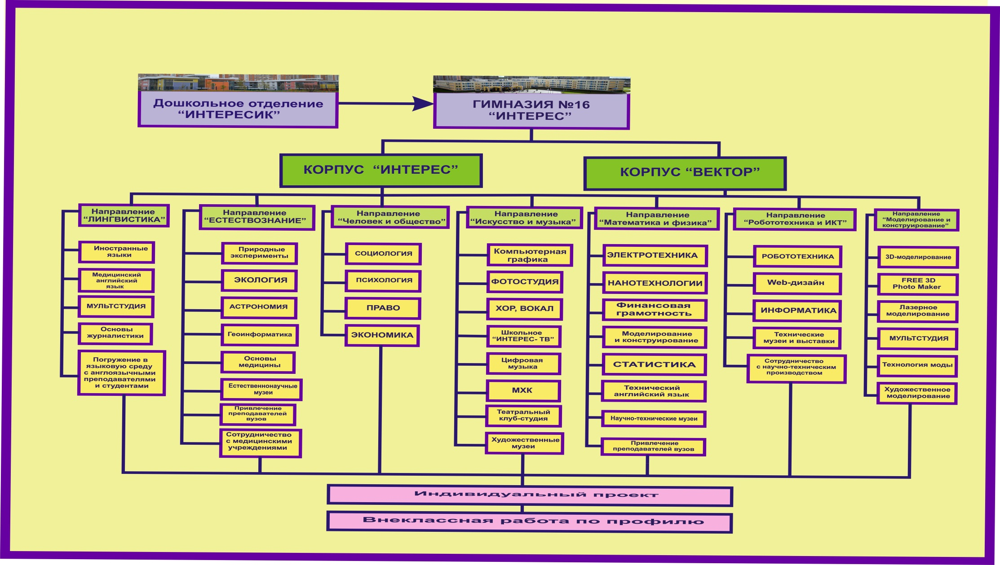 Дошкольное отделение
“ИНТЕРЕСИК”
ГИМНАЗИЯ №16
“ИНТЕРЕС”
КОРПУС “ИНТЕРЕС”
КОРПУС “ВЕКТОР”
Направление
“ЛИНГВИСТИКА”
Иностранные
языки
Медицинский
английский
язык
МУЛЬТСТУДИЯ
Основы
журналистики
Погружение в
языковую среду
с англоязычными
преподавателями
и студентами
Направление
“ЕСТЕСТВОЗНАНИЕ”
Природные
эксперименты
ЭКОЛОГИЯ
АСТРОНОМИЯ
Геоинформатика
Основы
медицины
Естественнонаучные
музеи
Привлечение
преподавателей
вузов
Сотрудничество
с медицинскими
учреждениями
Направление
“Человек и общество”
СОЦИОЛОГИЯ
ПСИХОЛОГИЯ
ПРАВО
ЭКОНОМИКА
Направление
“Искусство и музыка”
Компьютерная
графика
ФОТОСТУДИЯ
ХОР, ВОКАЛ
Школьное
“ИНТЕРЕС- ТВ”
Цифровая
музыка
МХК
Театральный
клуб-студия
Художественные
музеи
Направление
“Математика и физика”
ЭЛЕКТРОТЕХНИКА
НАНОТЕХНОЛОГИИ
Финансовая
грамотность
Моделирование
и конструирование
СТАТИСТИКА
Технический
английский язык
Научно-технические музеи
Привлечение
преподавателей вузов
Направление
“Робототехника и ИКТ”
РОБОТОТЕХНИКА
Web-дизайн
ИНФОРМАТИКА
Технические
музеи и выставки
Сотрудничество
с научно-техническим
производством
Направление
“Моделирование и
конструирование”
3D-моделирование
FREE 3D
Photo Maker
Лазерное
моделирование
МУЛЬТСТУДИЯ
Технология моды
Художественное
моделирование
Индивидуальный проект
Внеклассная работа по профилю